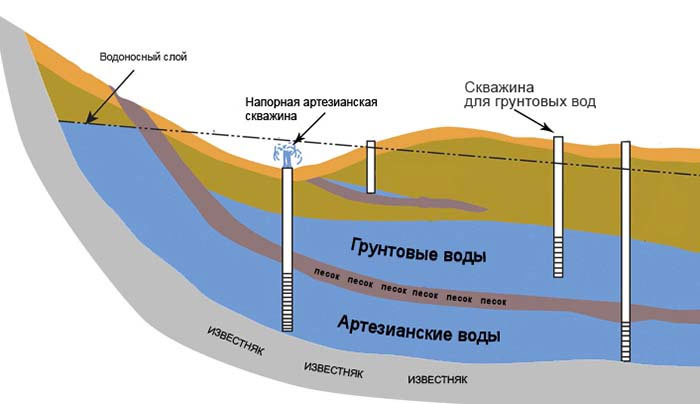 Водоносный слой
Напорная артезианская
скважина
Скважина
для грунтовых вод
Грунтовые воды
песок песок песок песок песок песок
Артезианские воды
ИЗВЕСТНЯК
ИЗВЕСТНЯК
ИЗВЕСТНЯК